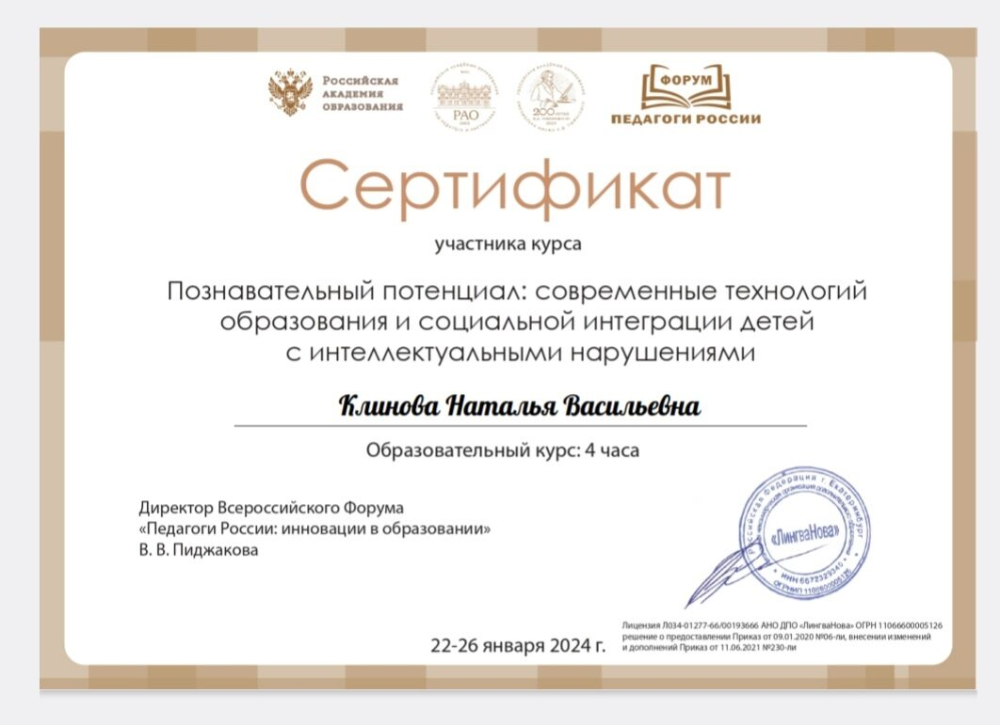 Российская
академия
образования
РАО
200
ФОРУМ
ПЕДАГОГИ РОССИИ
Сертификат
участника курса
Познавательный потенциал: современные технологий
образования и социальной интеграции детей
с интеллектуальными нарушениями
Клинова Наталья Васильевна
Образовательный курс: 4 часа
Директор Всероссийского Форума
«Педагоги России: инновации в образовании»
В. В. Пиджакова
«ЛингваНова»
22-26 января 2024 г.
Лицензия Л034-01277-66/00193666 АНО ДПО «ЛингваНова» ОГРН 11066600005126
решение о предоставлении Приказ от 09.01.2020 №06-ли, внесении изменений
и дополнений Приказ от 11.06.2021 №230-ли